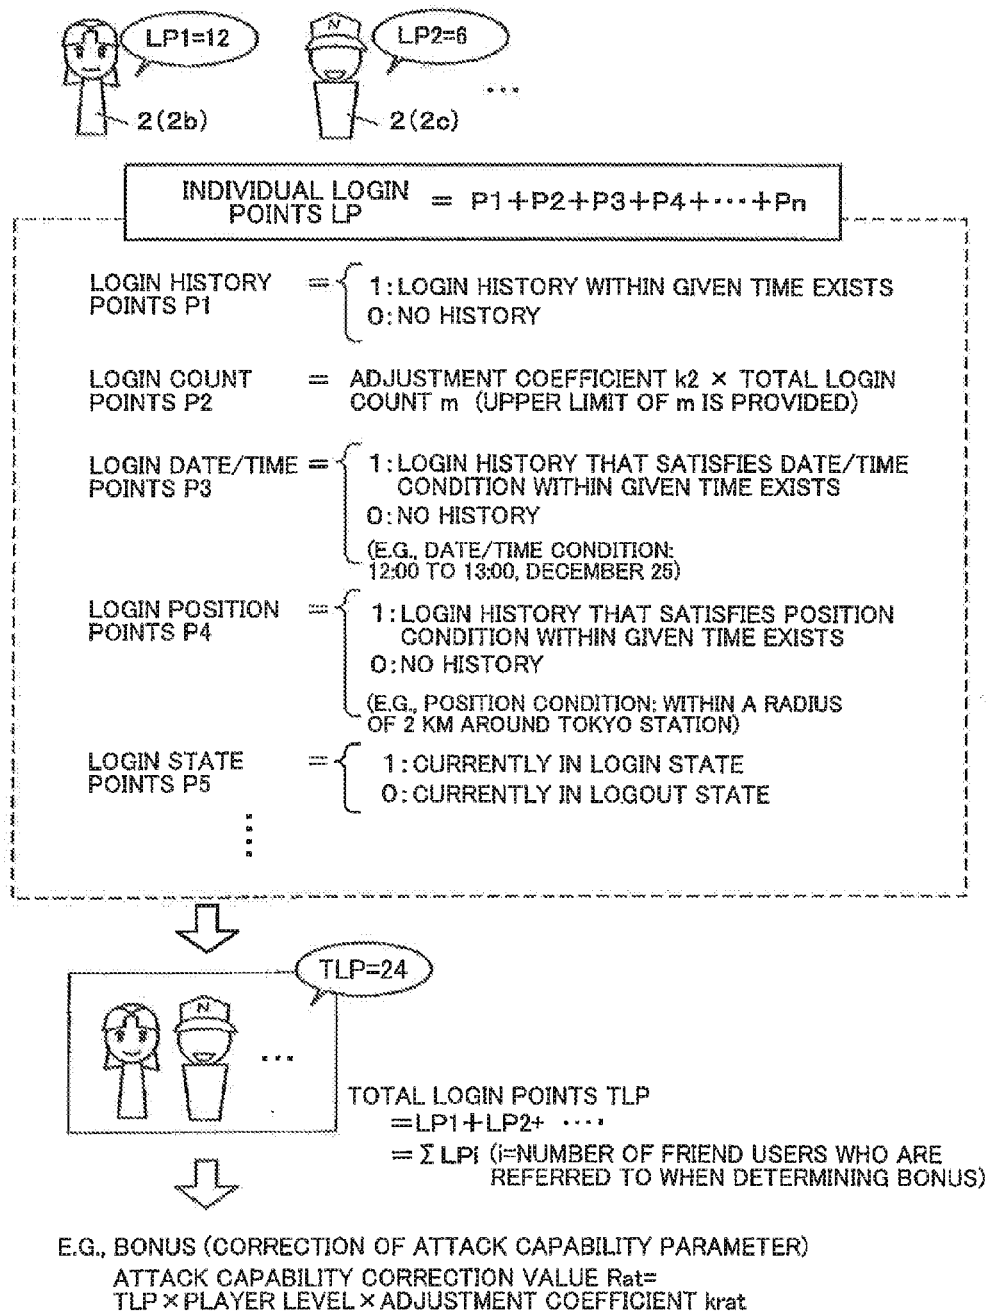 LP1=12
N
LP2=6
...
2(2b)
2(2c)
INDIVIDUAL LOGIN POINTS LP = P1+P2+P3+P4+···+Pn
LOGIN HISTORY POINTS P1 =
1:LOGIN HISTORY WITHIN GIVEN TIME EXISTS
0:NO HISTORY
LOGIN COUNT POINTS P2 =
ADJUSTMENT COEFFICIENT k2 × TOTAL LOGIN
COUNT m (UPPER LIMIT OF m IS PROVIDED)
LOGIN DATE/TIME POINTS P3 =
1:LOGIN HISTORY THAT SATISFIES DATE/TIME
CONDITION WITHIN GIVEN TIME EXISTS
0:NO HISTORY
(E.G., DATE/TIME CONDITION:
12:00 TO 13:00, DECEMBER 25)
LOGIN POSITION POINTS P4 =
1:LOGIN HISTORY THAT SATISFIES POSITION
CONDITION WITHIN GIVEN TIME EXISTS
0:NO HISTORY
(E.G., POSITION CONDITION: WITHIN A RADIUS
OF 2 KM AROUND TOKYO STATION)
LOGIN STATE POINTS P5 =
1:CURRENTLY IN LOGIN STATE
0:CURRENTLY IN LOGOUT STATE
TLP=24
N
...
TOTAL LOGIN POINTS TLP
=LP1+LP2+ ····
=ΣLPi (i=NUMBER OF FRIEND USERS WHO ARE
REFERRED TO WHEN DETERMINING BONUS)
E.G., BONUS (CORRECTION OF ATTACK CAPABILITY PARAMETER)
ATTACK CAPABILITY CORRECTION VALUE Rat=
TLP×PLAYER LEVEL×ADJUSTMENT COEFFICIENT krat